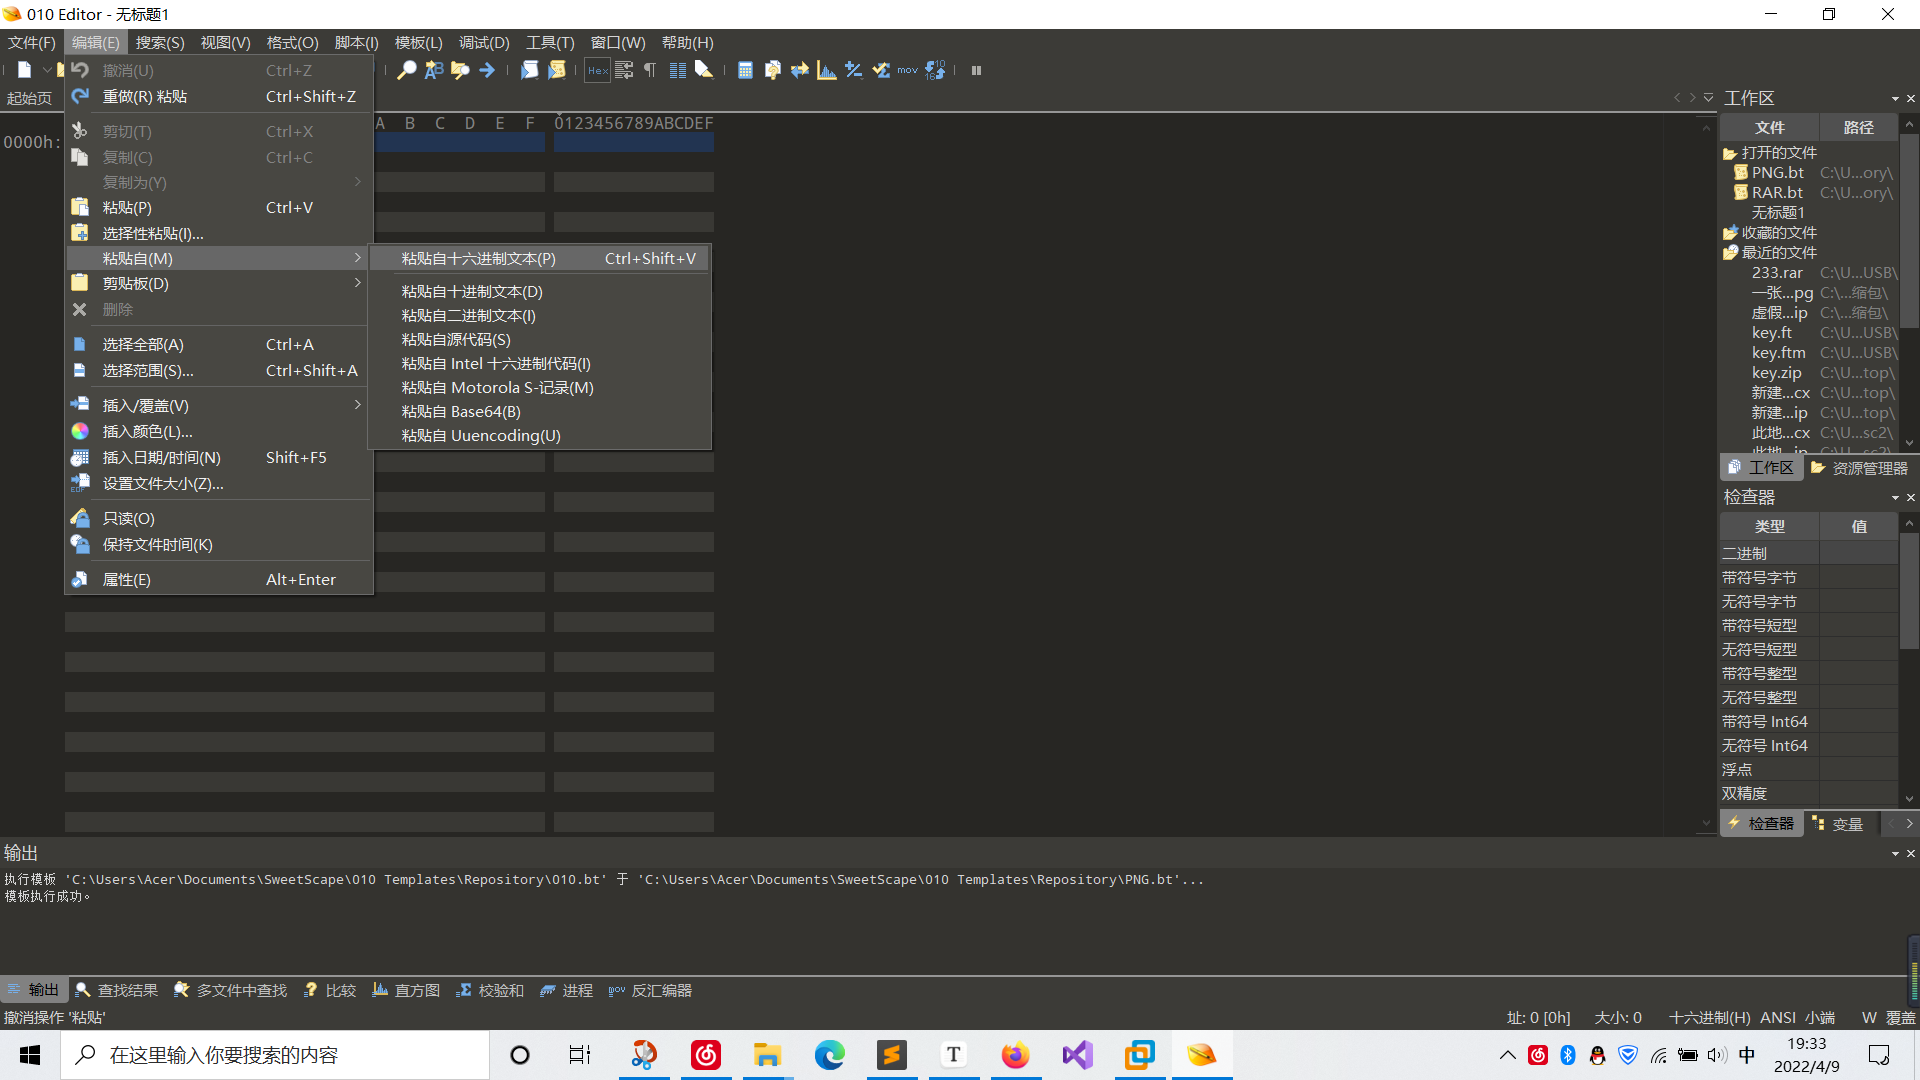 010 Editor - 无标题1
文件(F) 编辑(E) 搜索(S) 视图(V) 格式(O) 脚本(I) 模板(L) 调试(D) 工具(T) 窗口(W) 帮助(H)
起始页
撤消(U) Ctrl+Z
重做(R) 粘贴 Ctrl+Shift+Z
剪切(T) Ctrl+X
复制(C) Ctrl+C
复制为(Y)
粘贴(P) Ctrl+V
选择性粘贴(I)...
粘贴自(M)
剪贴板(D)
删除
选择全部(A) Ctrl+A
选择范围(S)... Ctrl+Shift+A
插入/覆盖(V)
插入颜色(L)...
插入日期/时间(N) Shift+F5
设置文件大小(Z)...
只读(O)
保持文件时间(K)
属性(E) Alt+Enter
粘贴自十六进制文本(P) Ctrl+Shift+V
粘贴自十进制文本(D)
粘贴自二进制文本(I)
粘贴自源代码(S)
粘贴自 Intel 十六进制代码(I)
粘贴自 Motorola S-记录(M)
粘贴自 Base64(B)
粘贴自 Uuencoding(U)
A B C D E F 0123456789ABCDEF
0000h:
工作区
文件 路径
打开的文件
PNG.bt C:\U...ory\
RAR.bt C:\U...ory\
无标题1
收藏的文件
最近的文件
233.rar C:\U...USB\
一张...pg C:\...缩包\
虚假...ip C:\...缩包\
key.ft C:\U...USB\
key.ftm C:\U...USB\
key.zip C:\U...top\
新建...cx C:\U...top\
新建...ip C:\U...top\
此地...cx C:\U...sc2\
此地...ip C:\U...sc2\
工作区 资源管理器
检查器
类型 值
二进制
带符号字节
无符号字节
带符号短型
无符号短型
带符号整型
无符号整型
带符号 Int64
无符号 Int64
浮点
双精度
检查器 变量
输出
执行模板 'C:\Users\Acer\Documents\SweetScape\010 Templates\Repository\010.bt' 于 'C:\Users\Acer\Documents\SweetScape\010 Templates\Repository\PNG.bt'...
模板执行成功。
输出 查找结果 多文件中查找 比较 直方图 校验和 进程 反汇编器
撤消操作 '粘贴'
址: 0 [0h] 大小: 0 十六进制(H) ANSI 小端 W 覆盖
在这里输入你要搜索的内容
中
19:33
2022/4/9